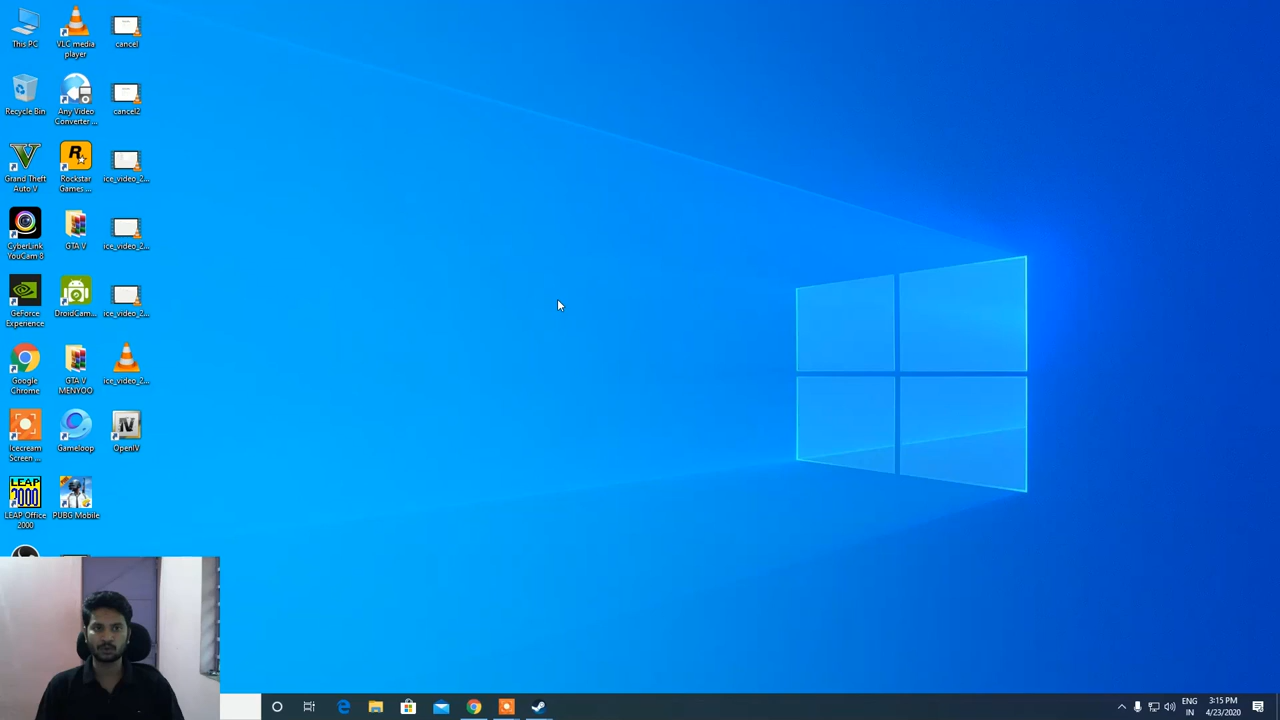 This PC
VLC media
player
cancel
Recycle Bin
Any Video
Converter ...
cancel2
Grand Theft
Auto V
Rockstar
Games ...
ice_video_2...
CyberLink
YouCam 8
GTA V
ice_video_2...
GeForce
Experience
DroidCam...
ice_video_2...
Google
Chrome
GTA V
MENYOO
ice_video_2...
Icecream
Screen ...
Gameloop
OpenIV
LEAP
2000
LEAP Office
2000
PUBG Mobile
ENG
IN
3:15 PM
4/23/2020